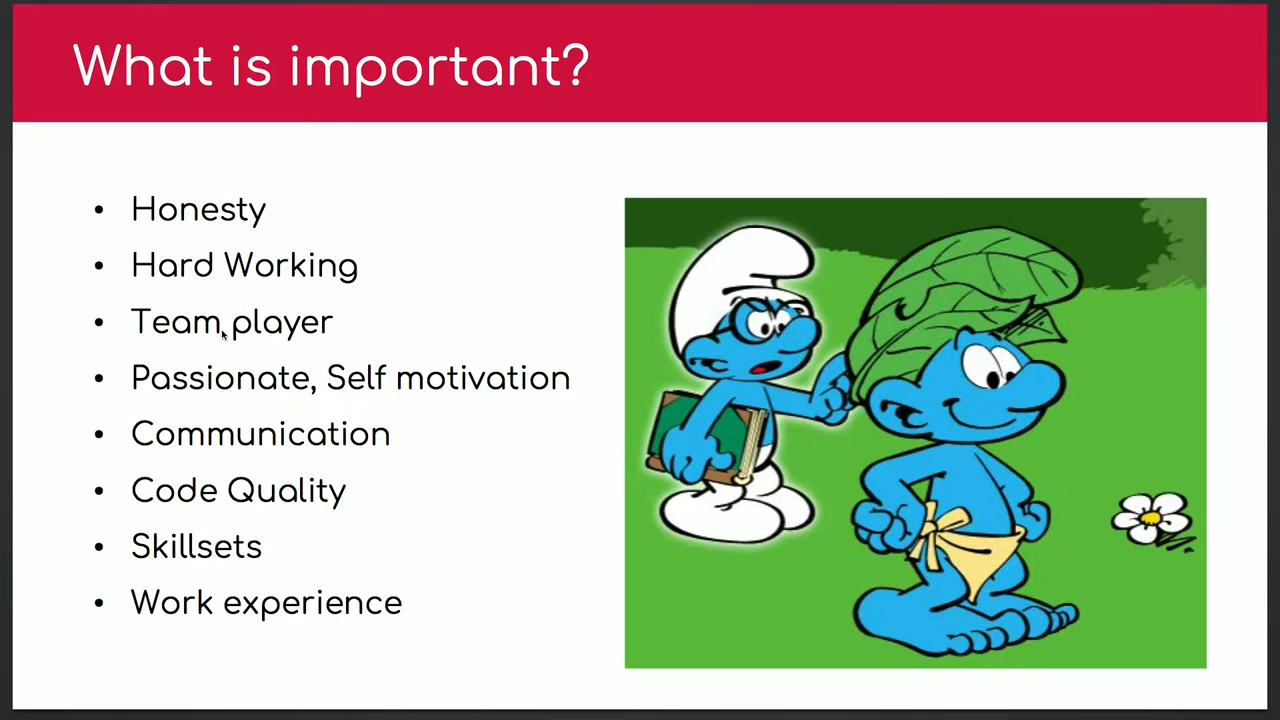 What is important?
• Honesty
• Hard Working
• Team player
• Passionate, Self motivation
• Communication
• Code Quality
• Skillsets
• Work experience